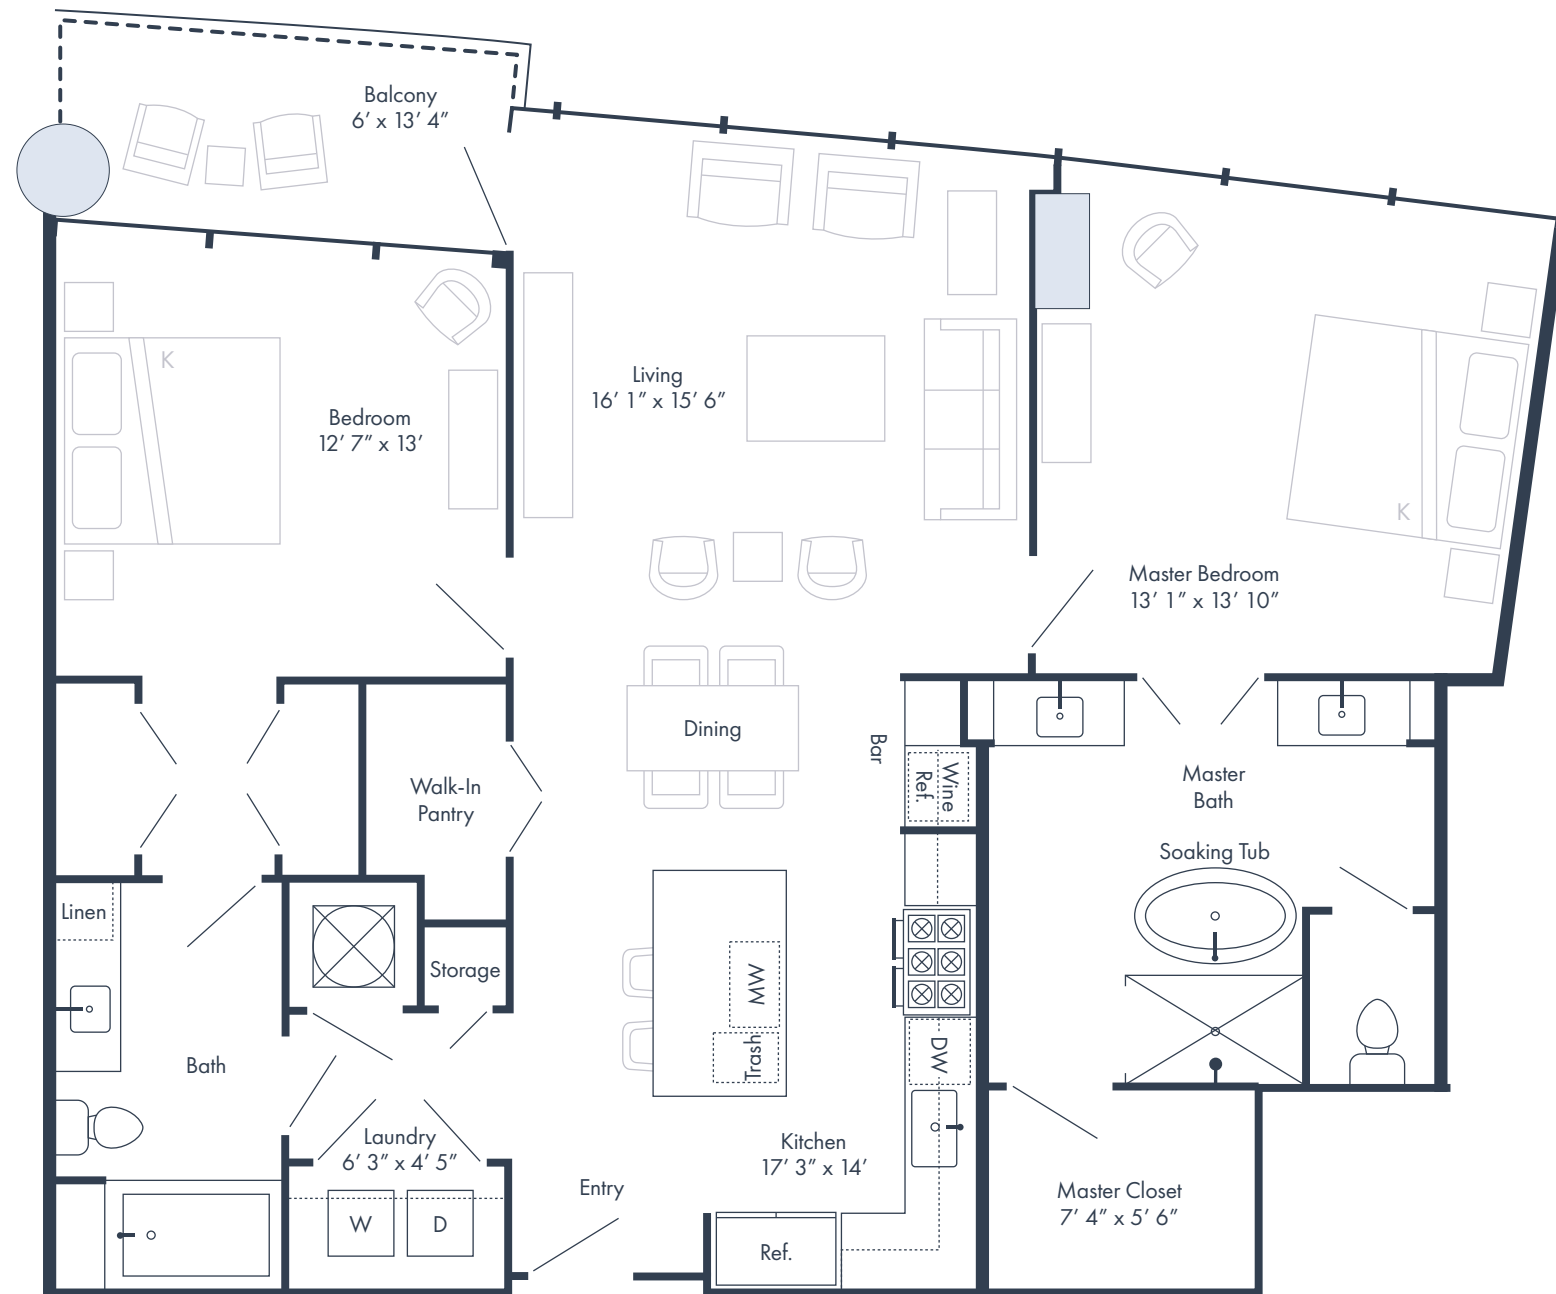 Balcony
6’ x 13’ 4”
K
Living
16’ 1” x 15’ 6”
Bedroom
12’ 7” x 13’
K
Master Bedroom
13’ 1” x 13’ 10”
Dining
Bar
Wine
Ref.
Walk-In
Pantry
Master
Bath
Soaking Tub
Linen
Storage
MW
Trash
DW
Bath
Laundry
6’ 3” x 4’ 5”
Kitchen
17’ 3” x 14’
Entry
Master Closet
7’ 4” x 5’ 6”
W
D
Ref.